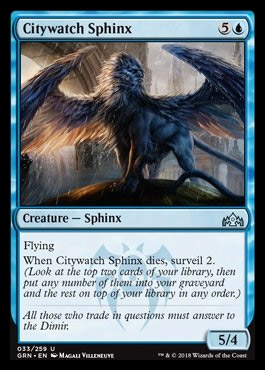 Citywatch Sphinx 5
Creature — Sphinx
Flying
When Citywatch Sphinx dies, surveil 2.
(Look at the top two cards of your library, then
put any number of them into your graveyard
and the rest on top of your library in any order.)
All those who trade in questions must answer to
the Dimir.
5/4
033/259 U
GRN • EN Magali Villeneuve
™ & © 2018 Wizards of the Coast